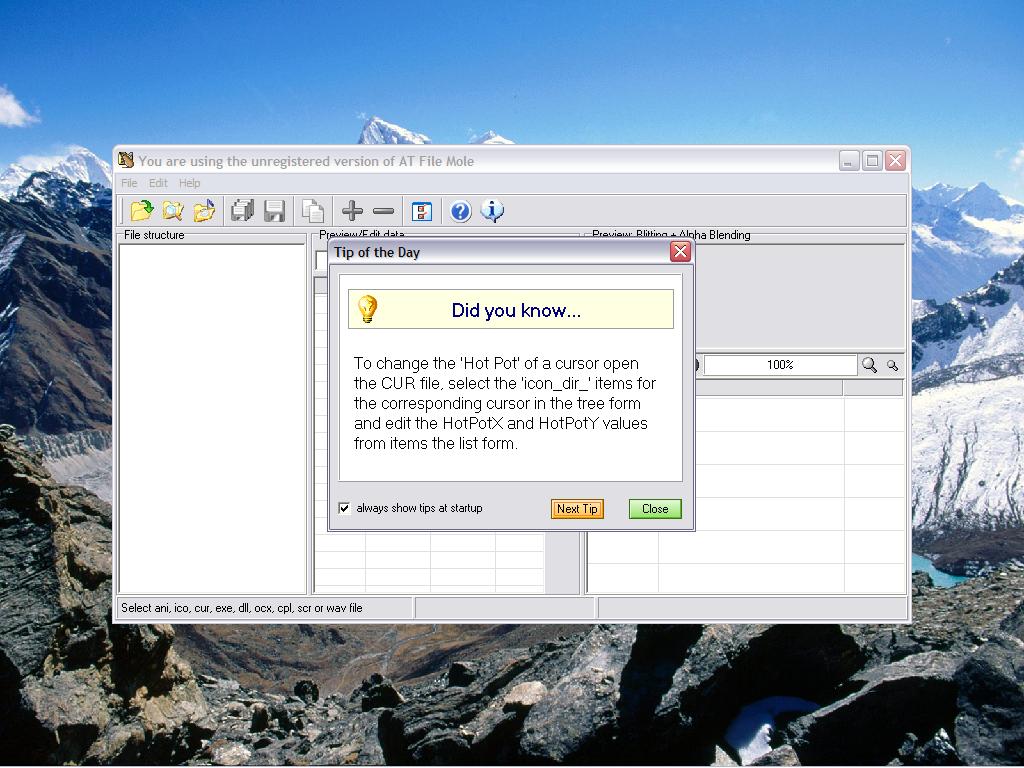 You are using the unregistered version of AT File Mole
File Edit Help
File structure
Preview/Edit data
Preview: Blitting + Alpha Blending
Tip of the Day
Did you know...
To change the 'Hot Pot' of a cursor open
the CUR file, select the 'icon_dir_' items for
the corresponding cursor in the tree form
and edit the HotPotX and HotPotY values
from items the list form.
100%
always show tips at startup
Next Tip
Close
Select ani, ico, cur, exe, dll, ocx, cpl, scr or wav file